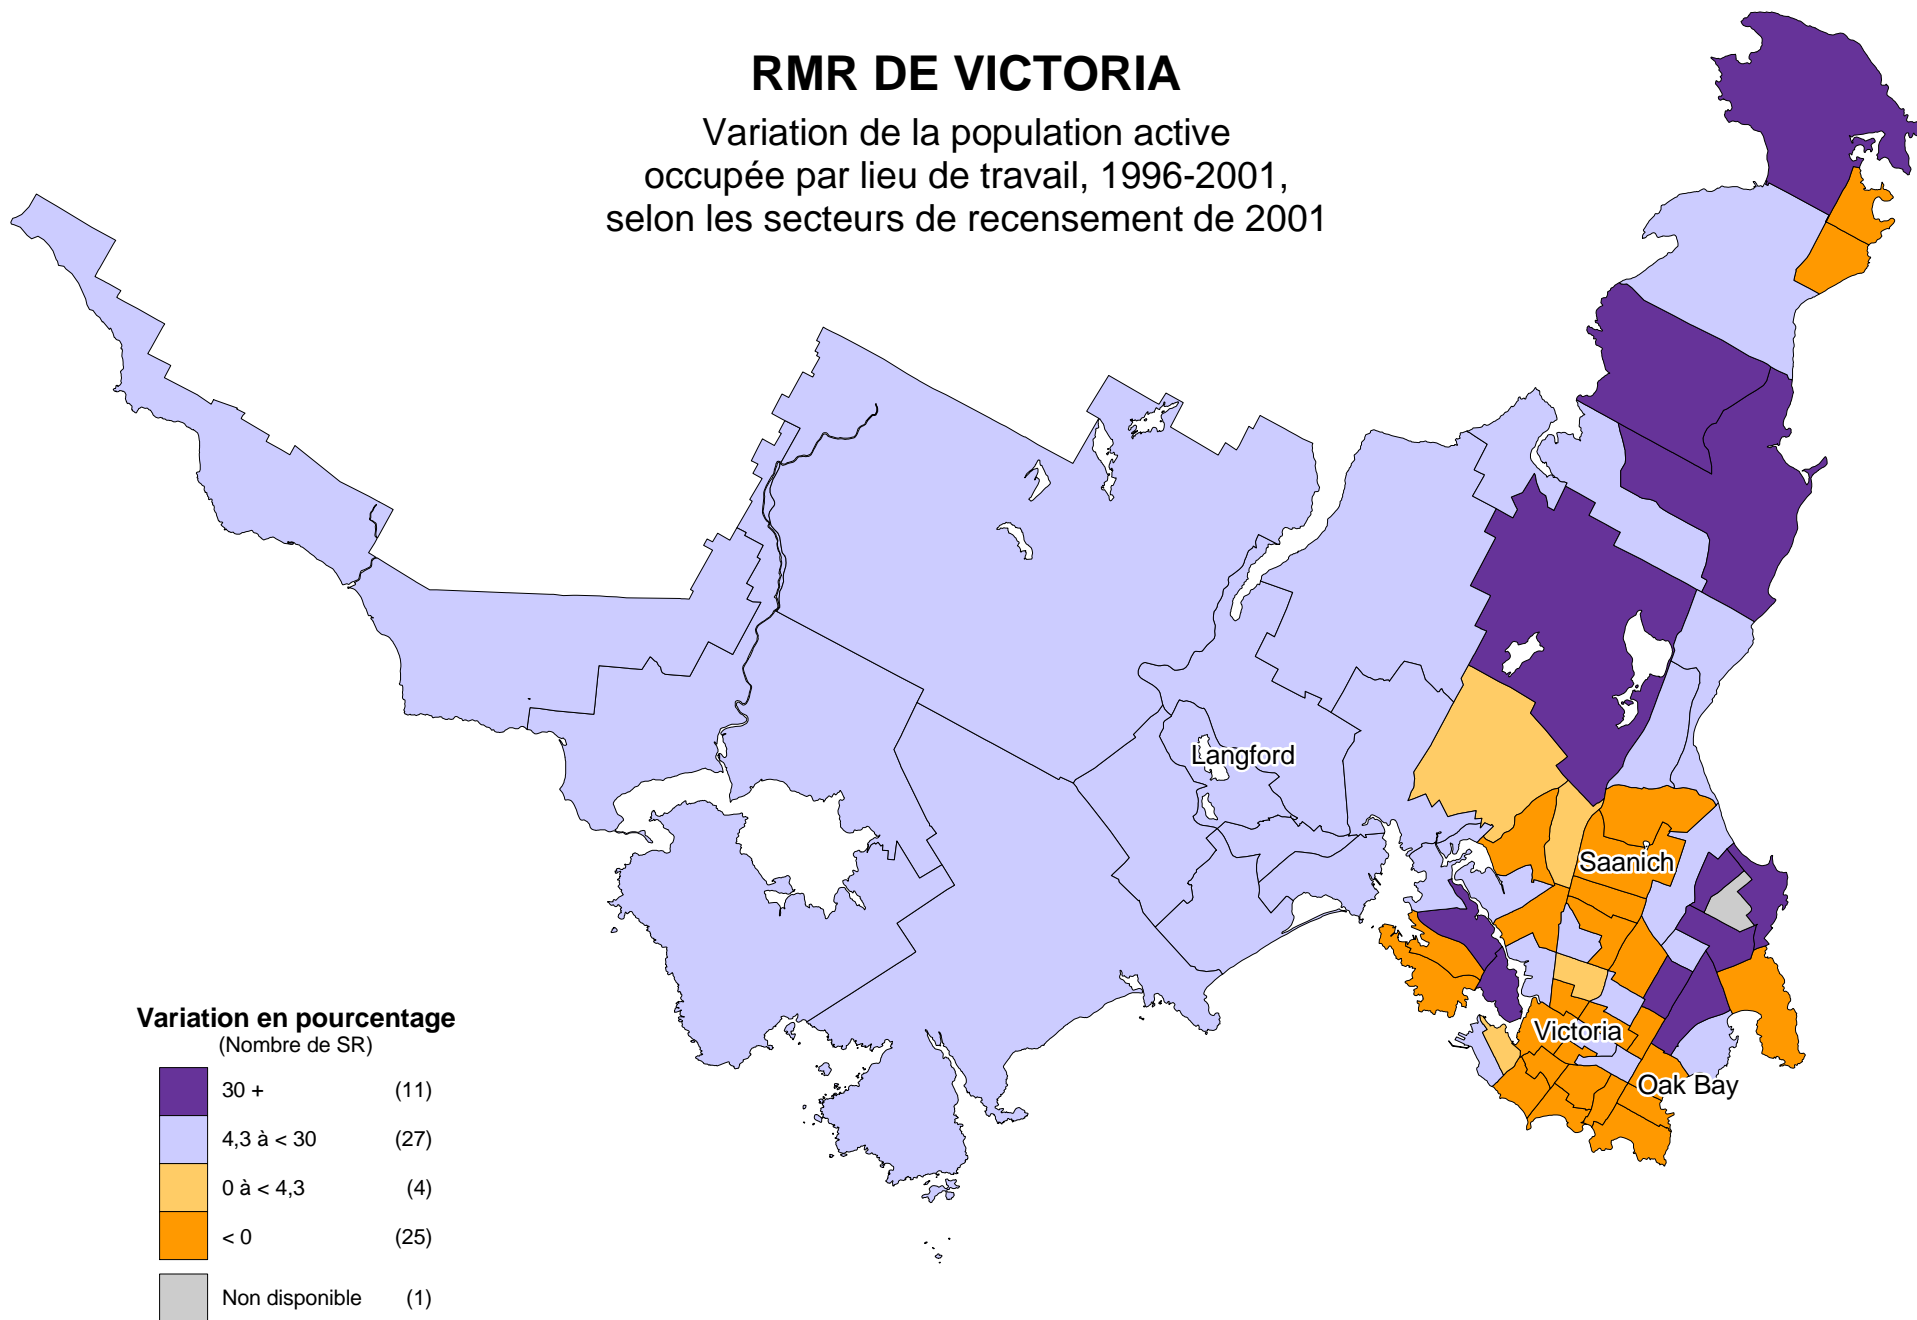 RMR DE VICTORIA
Variation de la population active
occupée par lieu de travail, 1996-2001,
selon les secteurs de recensement de 2001
Langford
Saanich
Victoria
Oak Bay
Variation en pourcentage
(Nombre de SR)
30 + (11)
4,3 à < 30 (27)
0 à < 4,3 (4)
< 0 (25)
Non disponible (1)